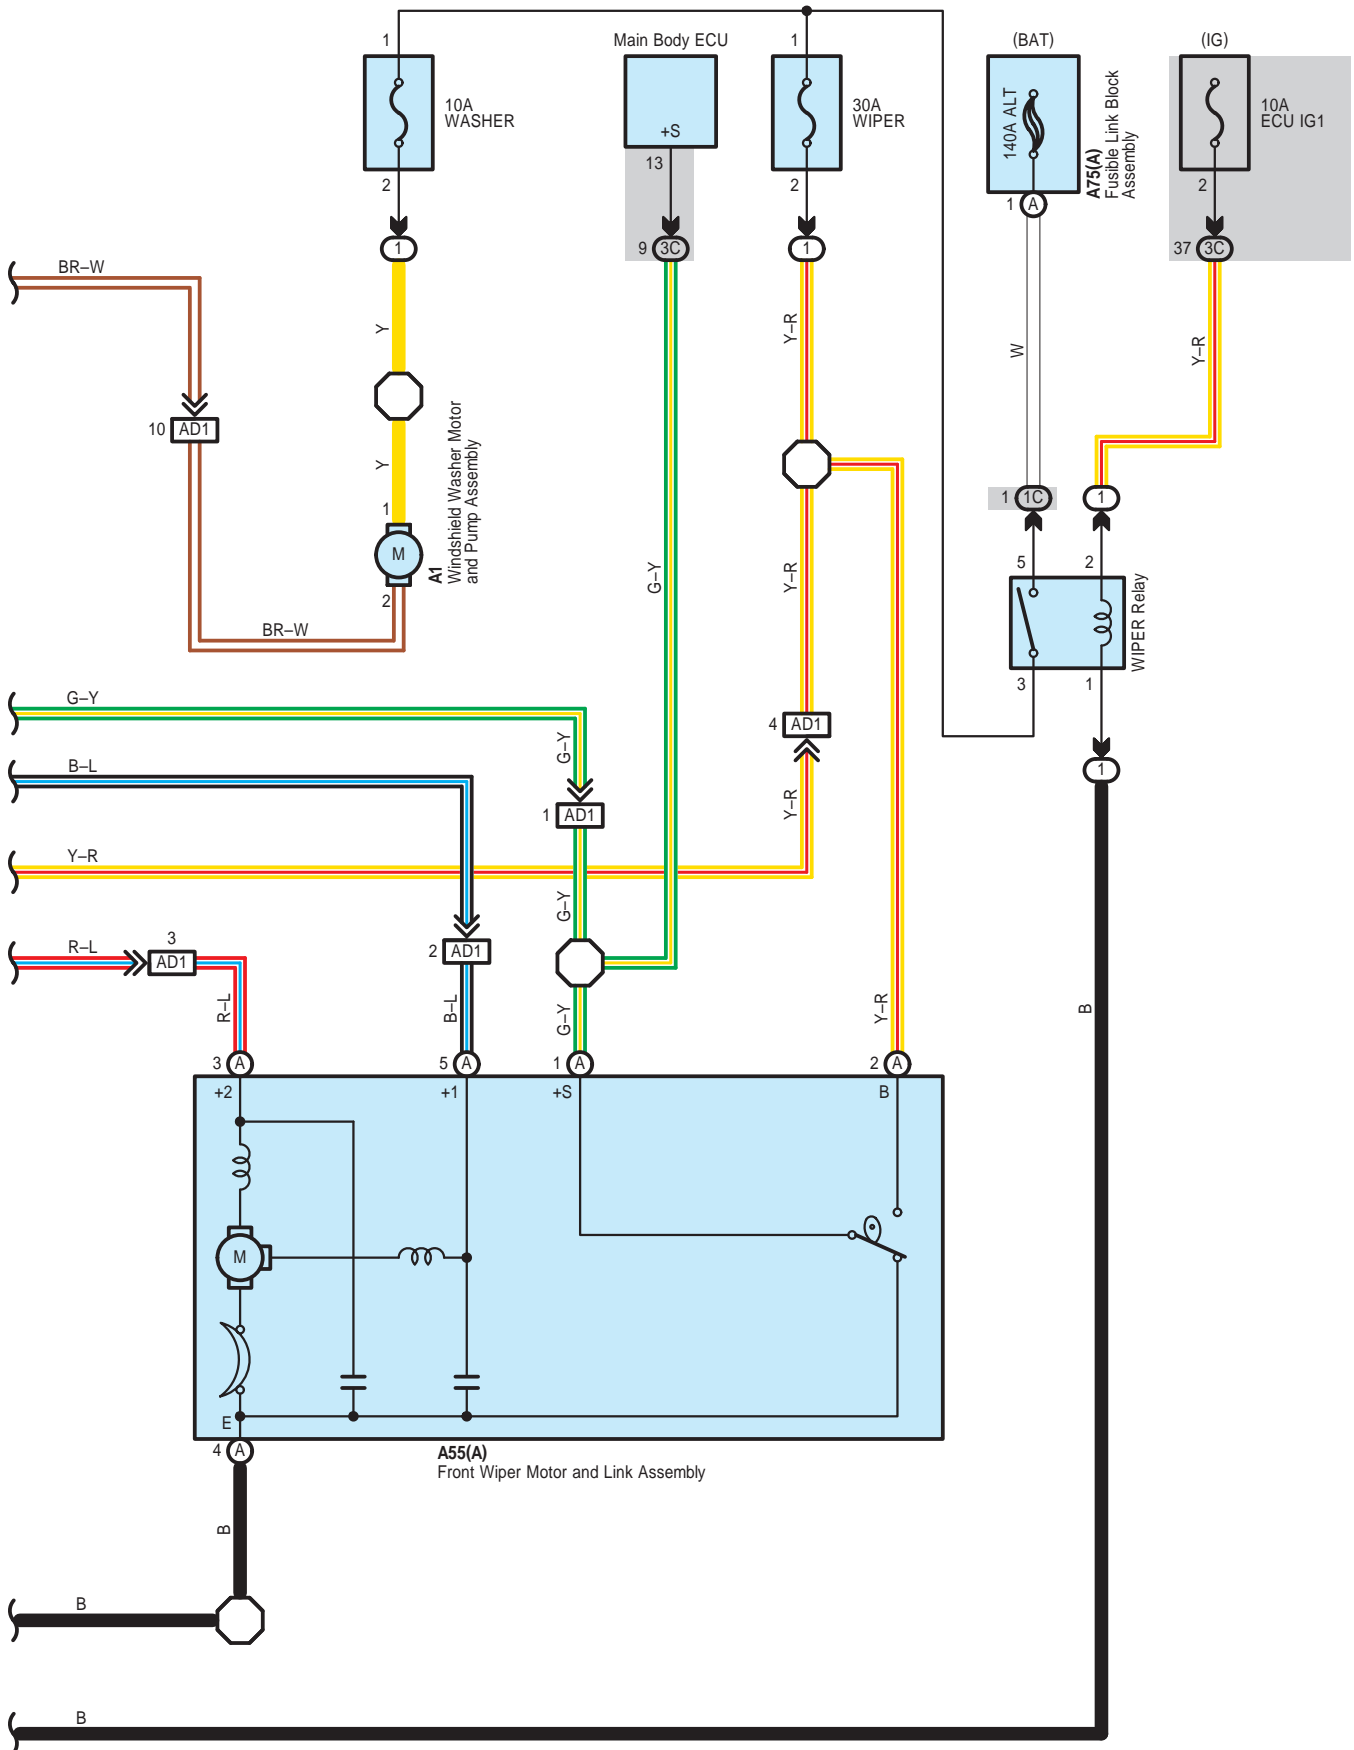 1
Main Body ECU
1
(BAT)
(IG)
10A
WASHER
+S
30A
WIPER
140A ALT
A75(A)
Fusible Link Block
Assembly
10A
ECU IG1
2
13
2
1
A
2
1
9
3C
1
37
3C
BR–W
Y
Y–R
W
Y–R
10
AD1
Y
1
M
2
A1
Windshield Washer Motor
and Pump Assembly
BR–W
G–Y
Y–R
1
1C
1
5
2
WIPER Relay
3
1
1
G–Y
G–Y
4
AD1
B–L
1
AD1
Y–R
Y–R
G–Y
R–L
3
AD1
2
AD1
R–L
B–L
G–Y
Y–R
B
3
A
5
A
1
A
2
A
+2
+1
+S
B
M
E
4
A
A55(A)
Front Wiper Motor and Link Assembly
B
B
B